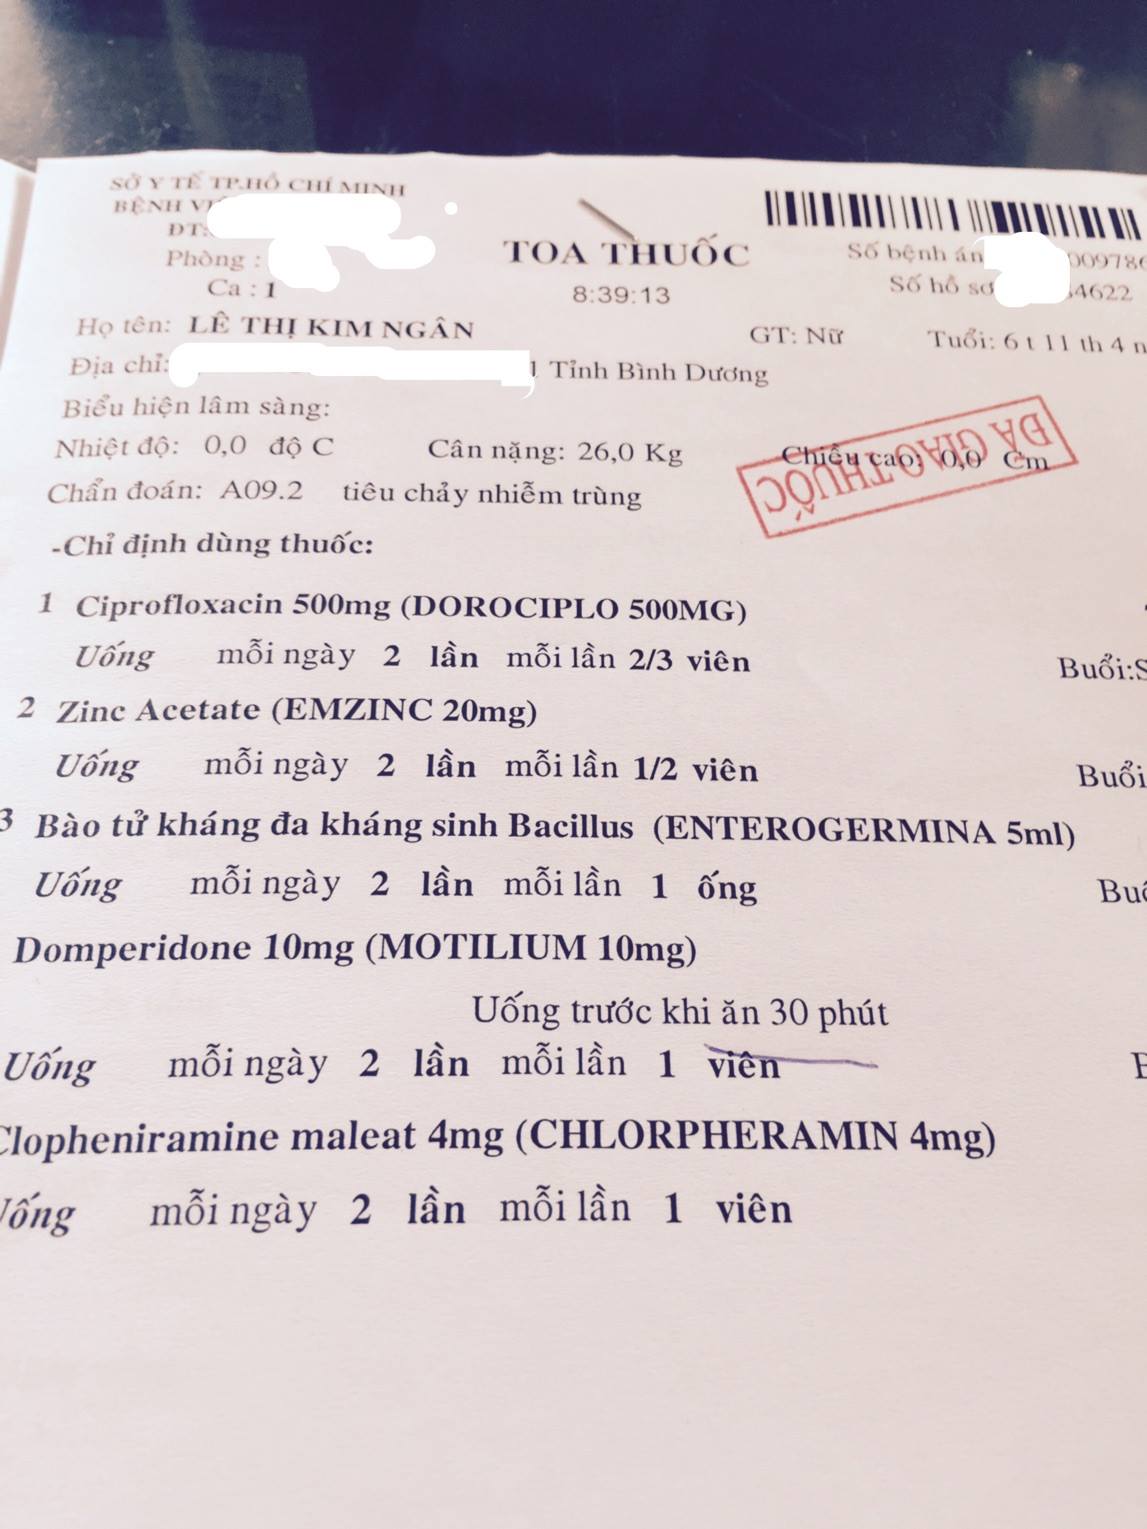 SỞ Y TẾ TP.HỒ CHÍ MINH
BỆNH
ĐT:
Phòng :
Ca : 1
TOA THUỐC
8:39:13
Số bệnh án 009786
Số hồ sơ 4622
Họ tên: LÊ THỊ KIM NGÂN GT: Nữ Tuổi: 6 t 11 th 4 n
Địa chỉ: 1 Tỉnh Bình Dương
Biểu hiện lâm sàng:
Nhiệt độ: 0,0 độ C Cân nặng: 26,0 Kg Chiều cao: 0,0 Cm
ĐÃ GIAO THUỐC
Chẩn đoán: A09.2 tiêu chảy nhiễm trùng
-Chỉ định dùng thuốc:
1 Ciprofloxacin 500mg (DOROCIPLO 500MG)
Uống mỗi ngày 2 lần mỗi lần 2/3 viên Buổi:S
2 Zinc Acetate (EMZINC 20mg)
Uống mỗi ngày 2 lần mỗi lần 1/2 viên Buổi
3 Bào tử kháng đa kháng sinh Bacillus (ENTEROGERMINA 5ml)
Uống mỗi ngày 2 lần mỗi lần 1 ống Buổ
Domperidone 10mg (MOTILIUM 10mg)
Uống trước khi ăn 30 phút
Uống mỗi ngày 2 lần mỗi lần 1 viên B
Clopheniramine maleat 4mg (CHLORPHERAMIN 4mg)
Uống mỗi ngày 2 lần mỗi lần 1 viên